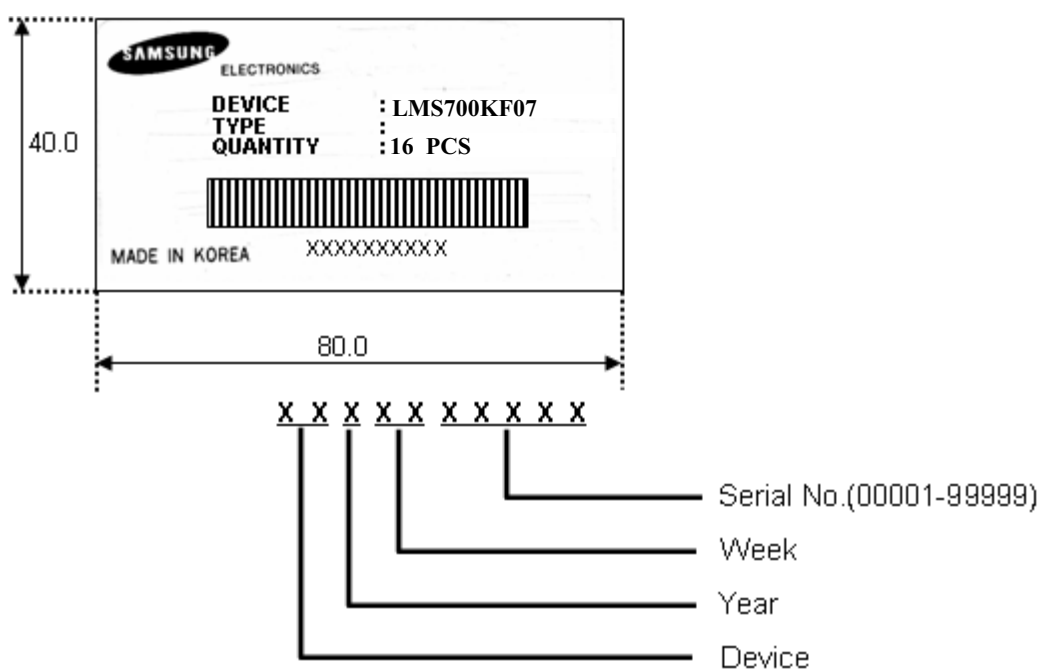 SAMSUNG
ELECTRONICS
DEVICE : LMS700KF07
TYPE :
QUANTITY : 16 PCS
40.0
XXXXXXXXXX
MADE IN KOREA
80.0
X X X X X X X X X X
Serial No.(00001-99999)
Week
Year
Device